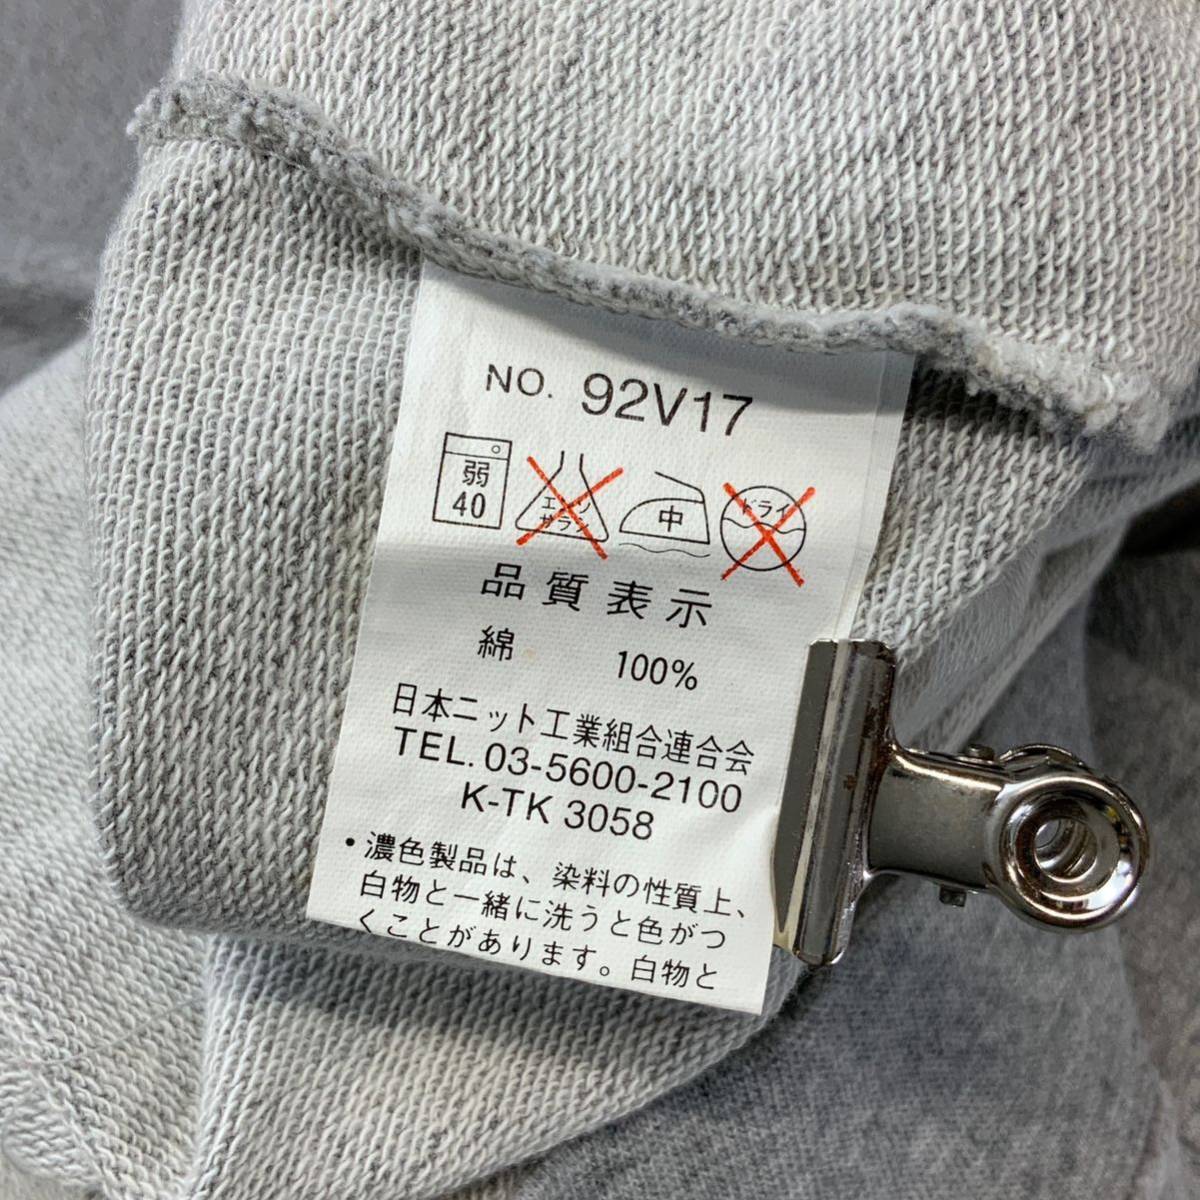 NO. 92V17
弱 40
エンソ サラシ
中
ドライ
品質表示
綿 100%
日本ニット工業組合連合会
TEL. 03-5600-2100
K-TK 3058
・濃色製品は、染料の性質上、
白物と一緒に洗うと色がつ
くことがあります。白物と